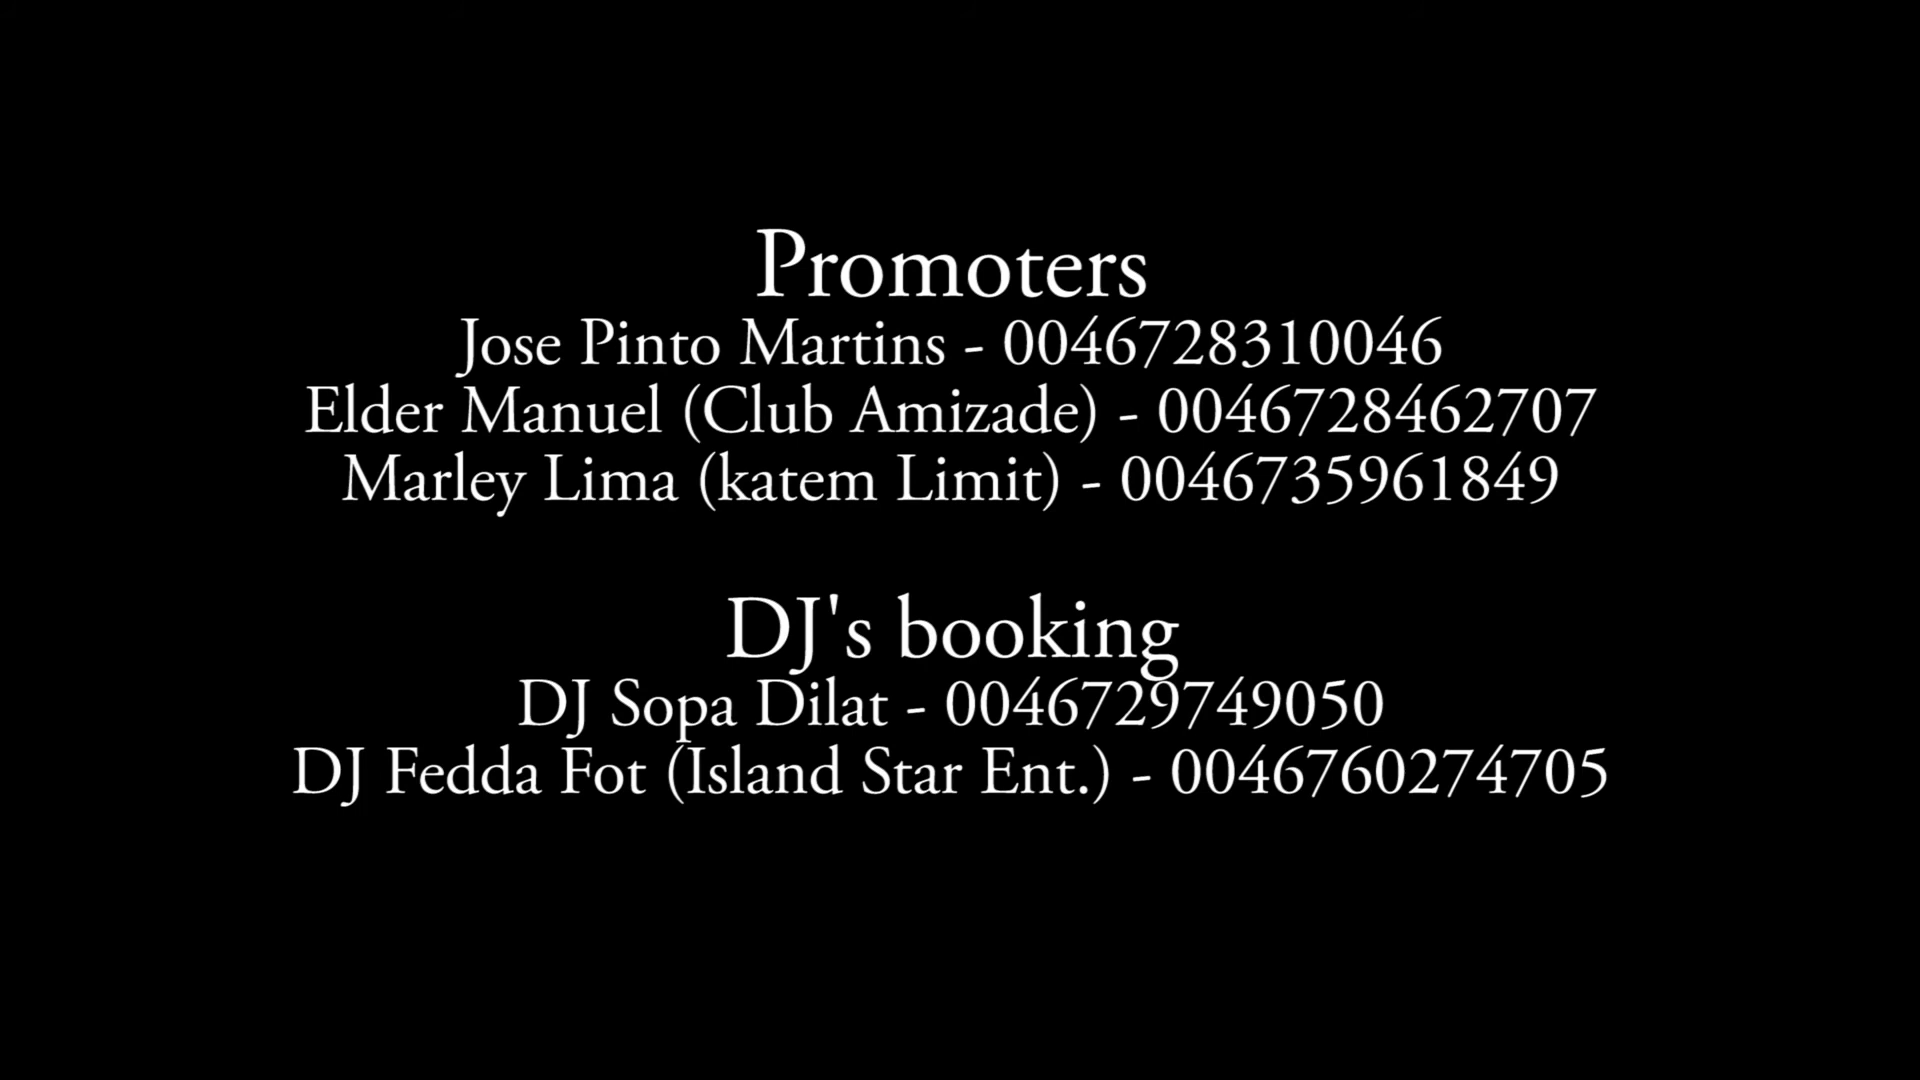 Promoters
Jose Pinto Martins - 0046728310046
Elder Manuel (Club Amizade) - 0046728462707
Marley Lima (katem Limit) - 0046735961849
DJ's booking
DJ Sopa Dilat - 0046729749050
DJ Fedda Fot (Island Star Ent.) - 0046760274705